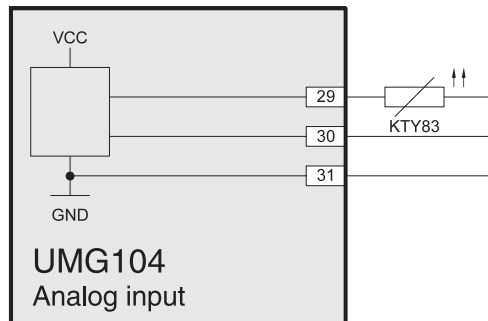 VCC
29
30
KTY83
31
GND
UMG104
Analog input